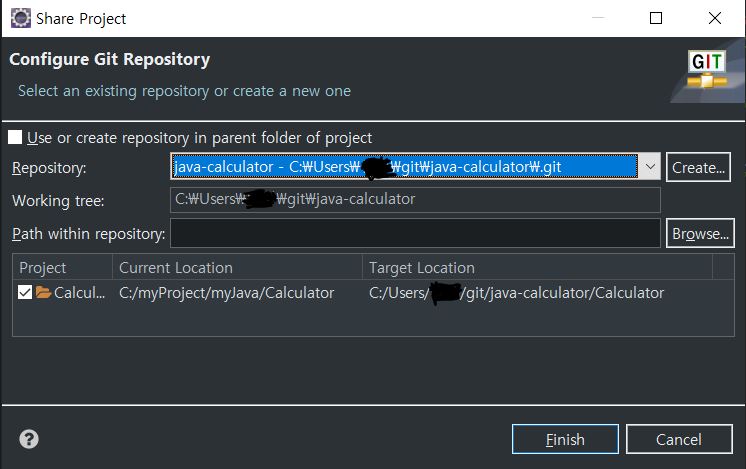 Share Project
Configure Git Repository
Select an existing repository or create a new one
GIT
Use or create repository in parent folder of project
Repository: java-calculator - C:₩Users₩ ₩git₩java-calculator₩.git Create...
Working tree: C:₩Users₩ ₩git₩java-calculator
Path within repository: Browse...
Project Current Location Target Location
Calcul... C:/myProject/myJava/Calculator C:/Users/ /git/java-calculator/Calculator
?
Finish Cancel